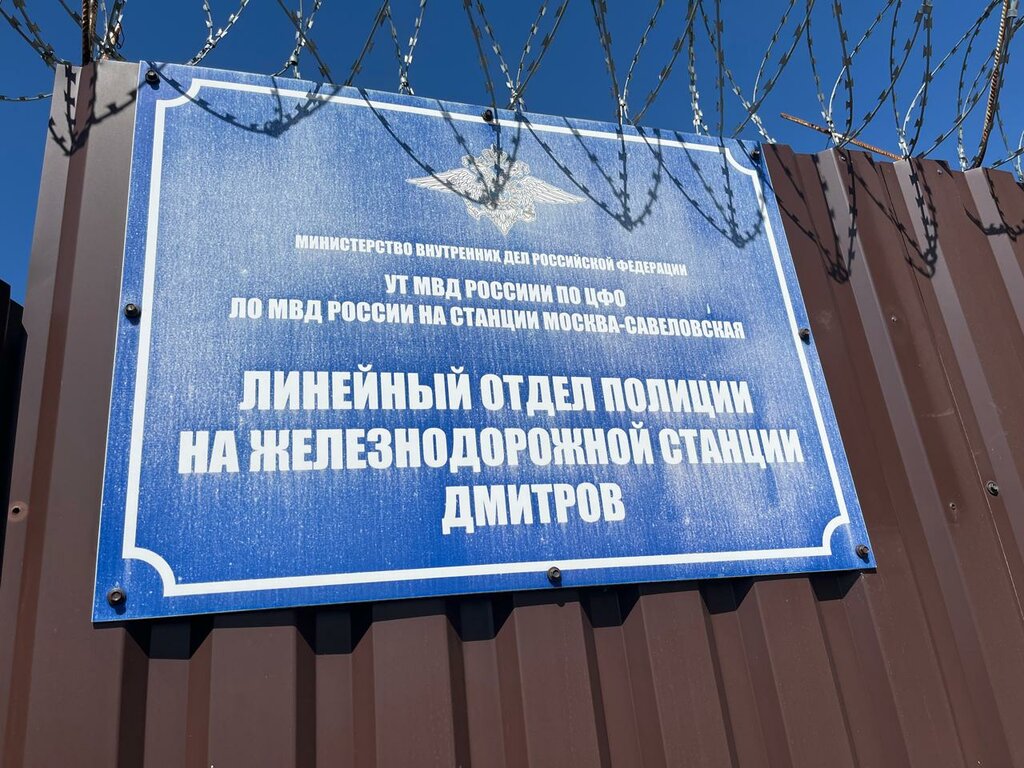 МИНИСТЕРСТВО ВНУТРЕННИХ ДЕЛ РОССИЙСКОЙ ФЕДЕРАЦИИ
УТ МВД РОССИИИ ПО ЦФО
ЛО МВД РОССИИ НА СТАНЦИИ МОСКВА-САВЕЛОВСКАЯ
ЛИНЕЙНЫЙ ОТДЕЛ ПОЛИЦИИ
НА ЖЕЛЕЗНОДОРОЖНОЙ СТАНЦИИ
ДМИТРОВ